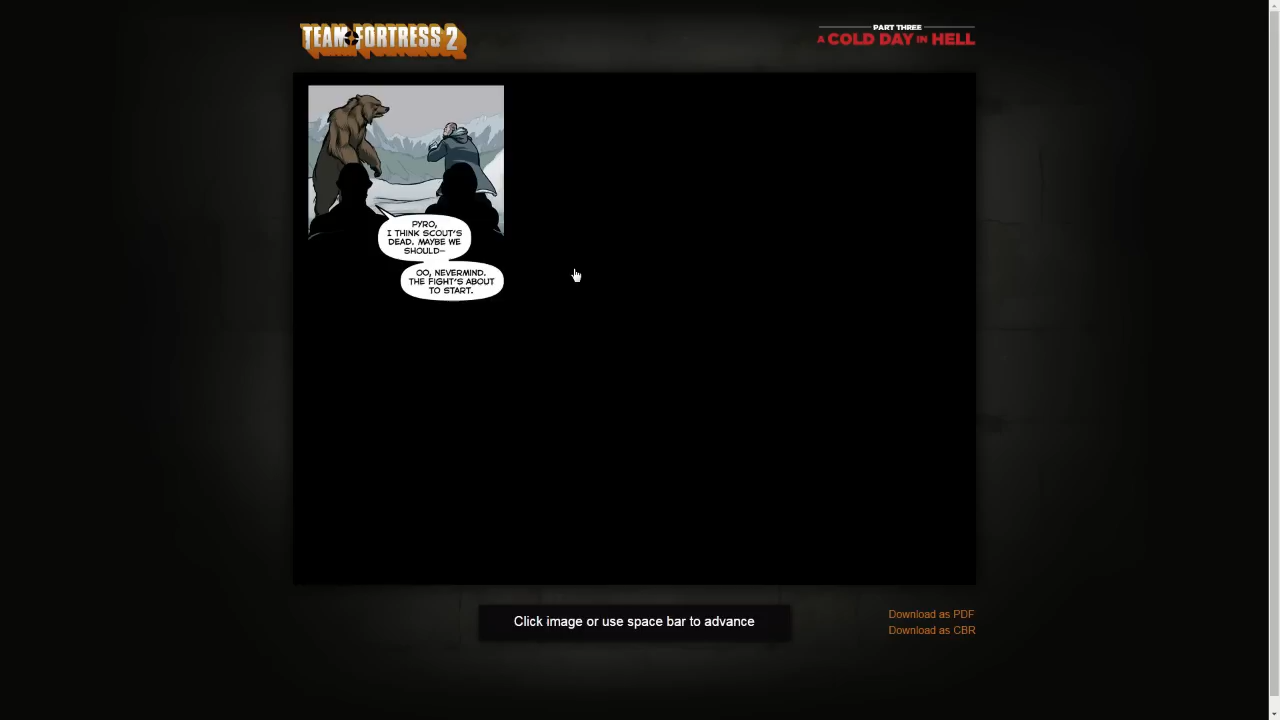 TEAM FORTRESS 2
PART THREE
A COLD DAY IN HELL
PYRO,
I THINK SCOUT'S
DEAD. MAYBE WE
SHOULD–
OO, NEVERMIND.
THE FIGHT'S ABOUT
TO START.
Click image or use space bar to advance
Download as PDF
Download as CBR